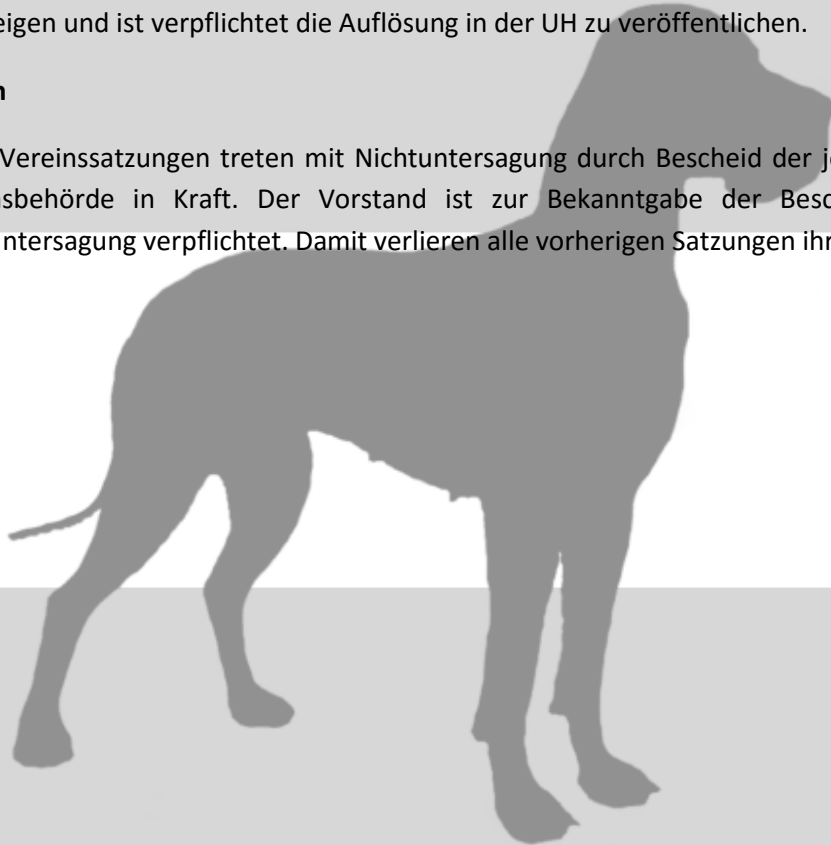 eigen und ist verpflichtet die Auflösung in der UH zu veröffentlichen.
Vereinssatzungen treten mit Nichtuntersagung durch Bescheid der
sbehörde in Kraft. Der Vorstand ist zur Bekanntgabe der Besc
ntersagung verpflichtet. Damit verlieren alle vorherigen Satzungen ihr